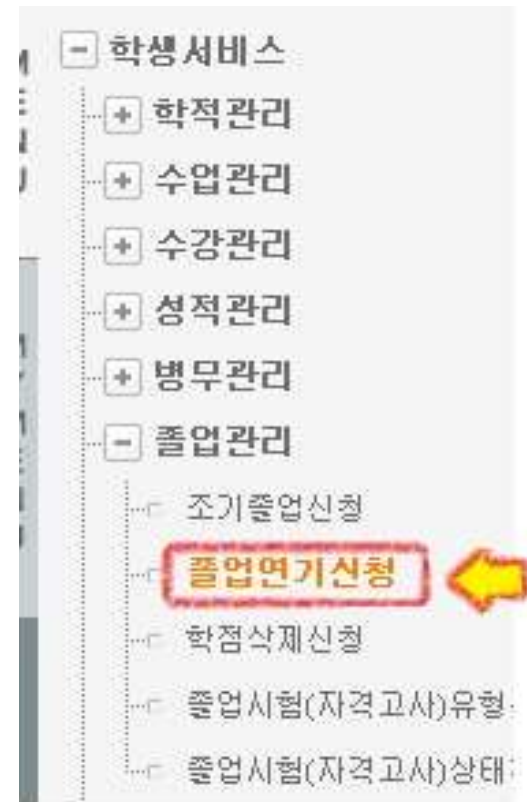 학생서비스
학적관리
수업관리
수강관리
성적관리
병무관리
졸업관리
조기졸업신청
졸업연기신청
학점삭제신청
졸업시험(자격고사)유형
졸업시험(자격고사)상태